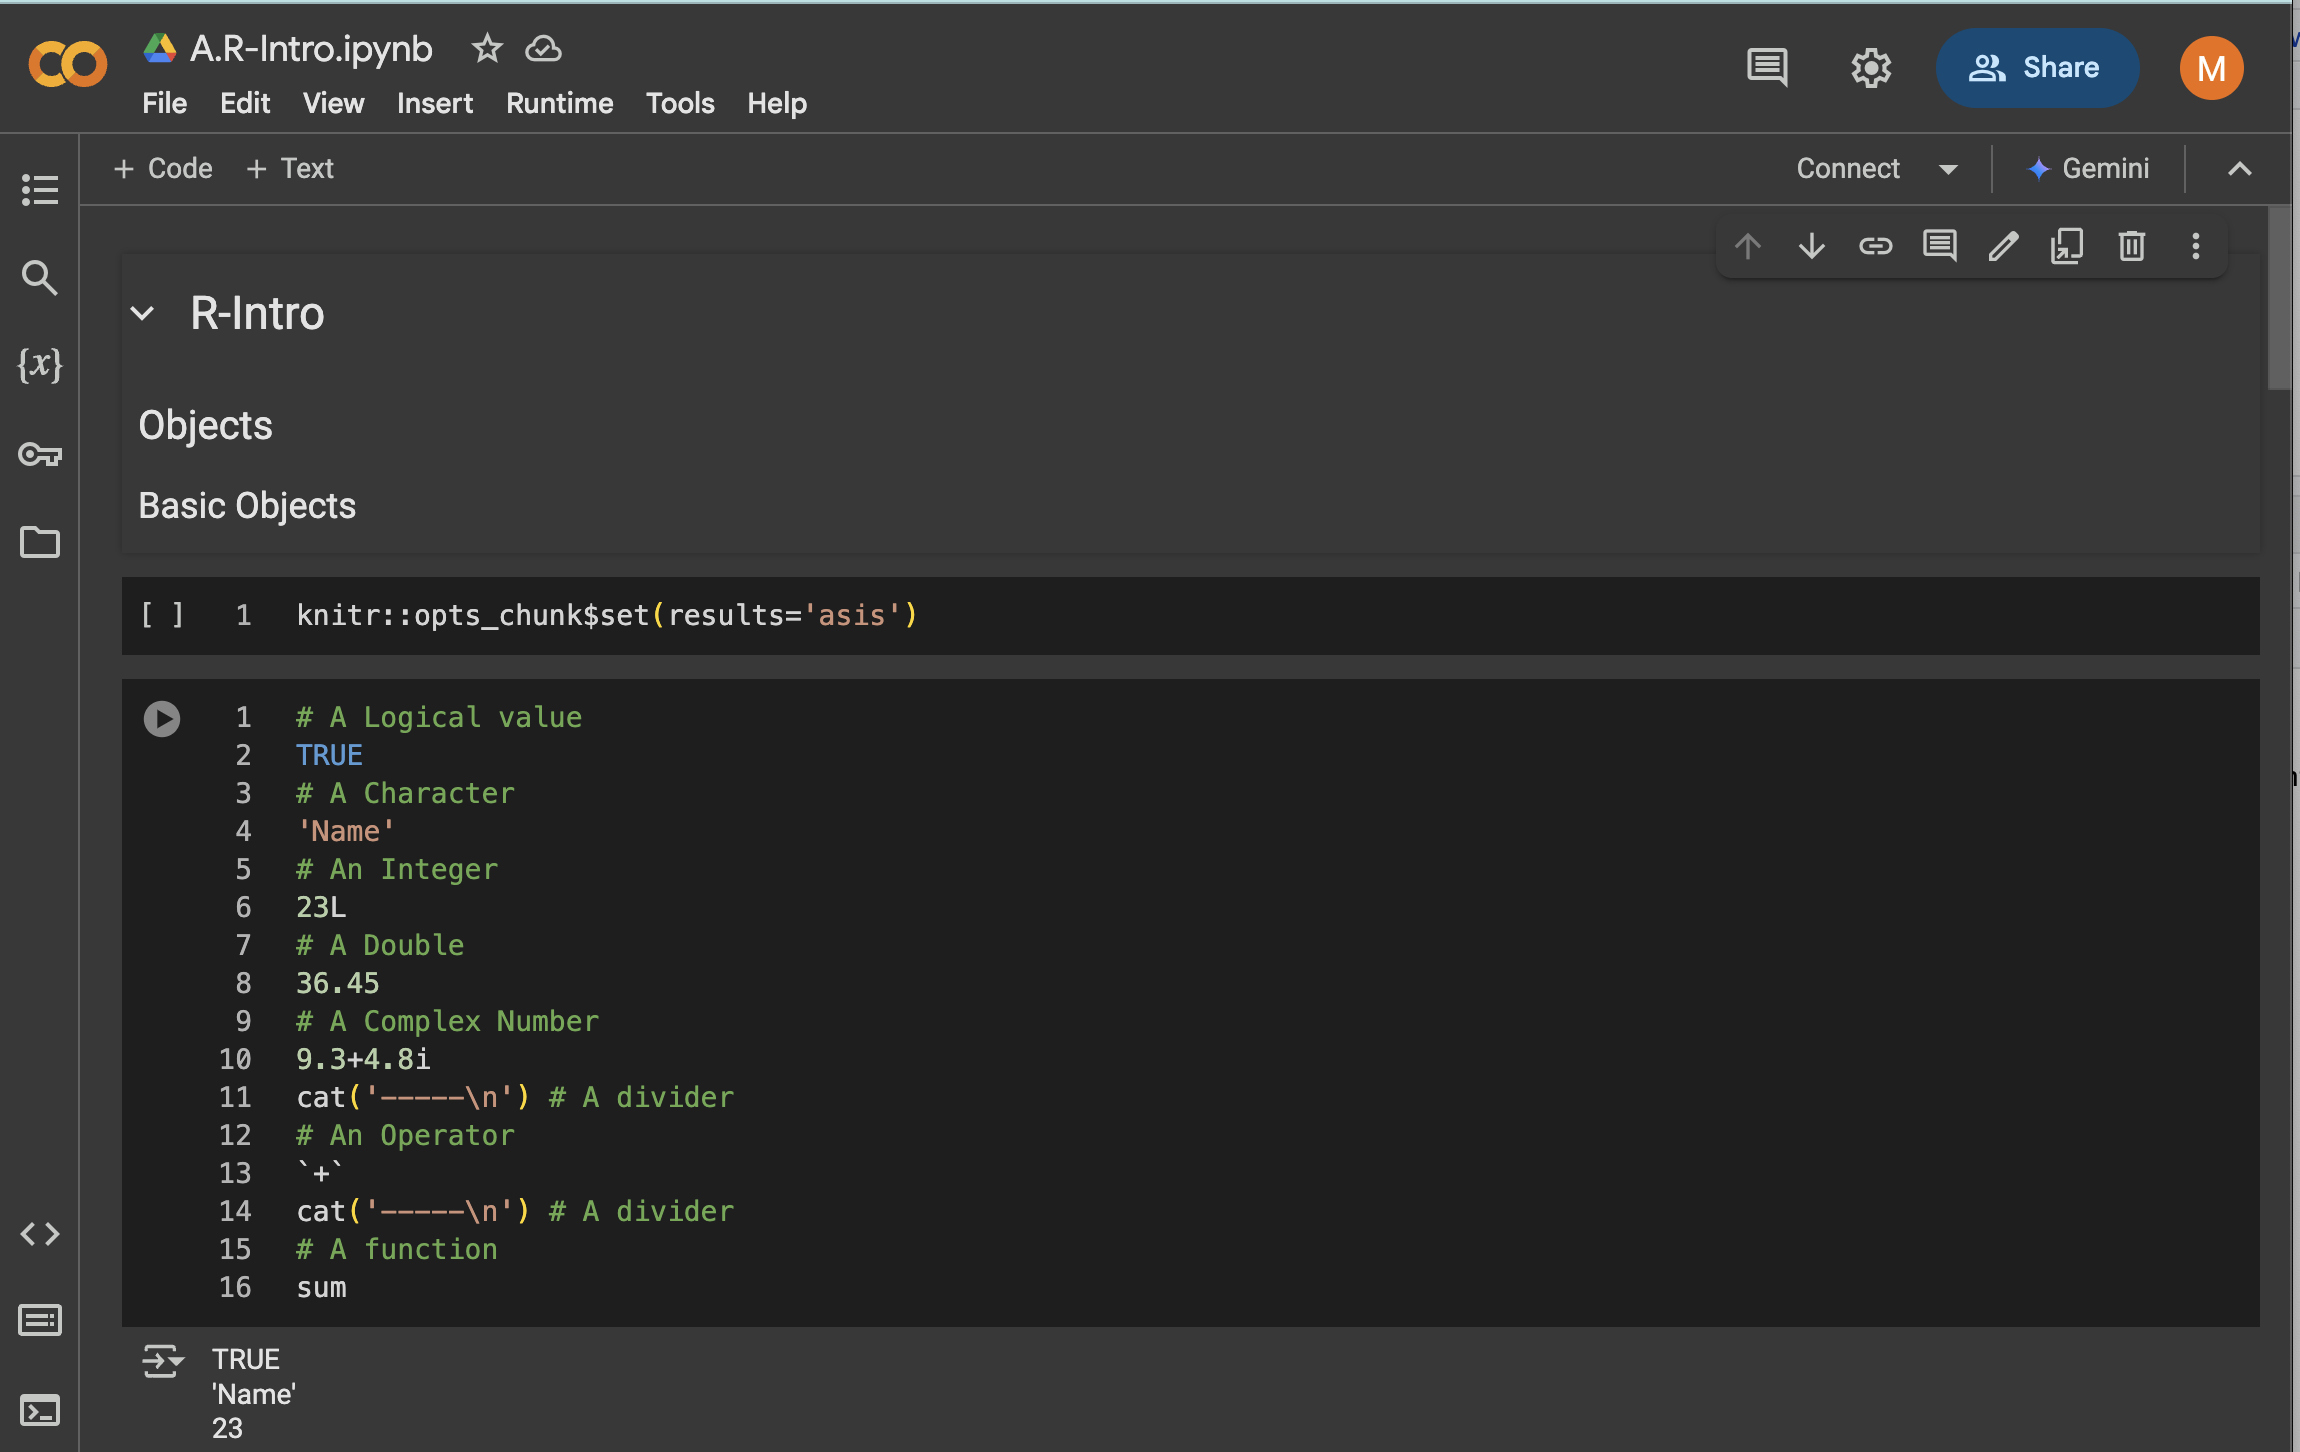 A.R-Intro.ipynb
File Edit View Insert Runtime Tools Help
Share
M
+ Code + Text
Connect
Gemini
{x}
R-Intro
Objects
Basic Objects
[ ] 1 knitr::opts_chunk$set(results='asis')
1 # A Logical value
2 TRUE
3 # A Character
4 'Name'
5 # An Integer
6 23L
7 # A Double
8 36.45
9 # A Complex Number
10 9.3+4.8i
11 cat('-----\n') # A divider
12 # An Operator
13 `+`
14 cat('-----\n') # A divider
15 # A function
16 sum
TRUE
'Name'
23